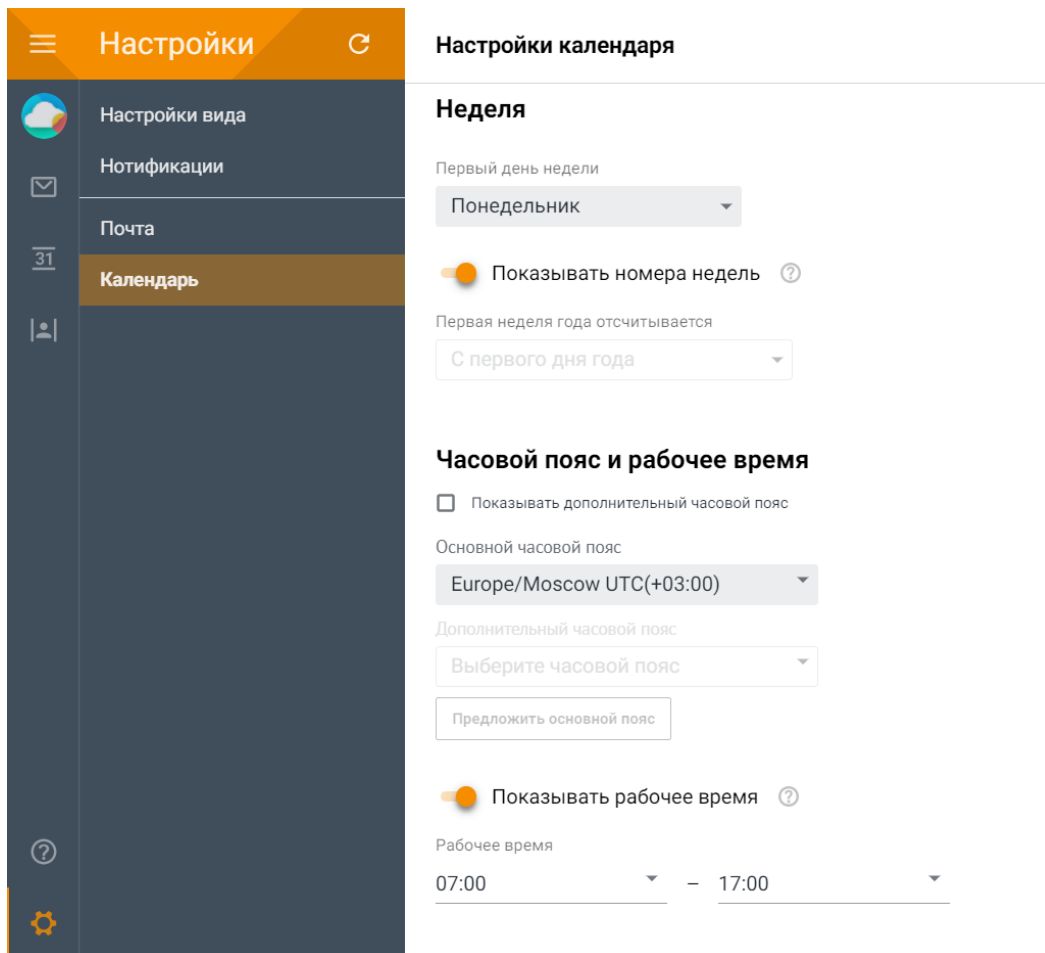 Настройки
Настройки календаря
Настройки вида
Нотификации
Почта
31
Календарь
Неделя
Первый день недели
Понедельник
Показывать номера недель ?
Первая неделя года отсчитывается
С первого дня года
Часовой пояс и рабочее время
Показывать дополнительный часовой пояс
Основной часовой пояс
Europe/Moscow UTC(+03:00)
Дополнительный часовой пояс
Выберите часовой пояс
Предложить основной пояс
Показывать рабочее время ?
Рабочее время
07:00 – 17:00
?